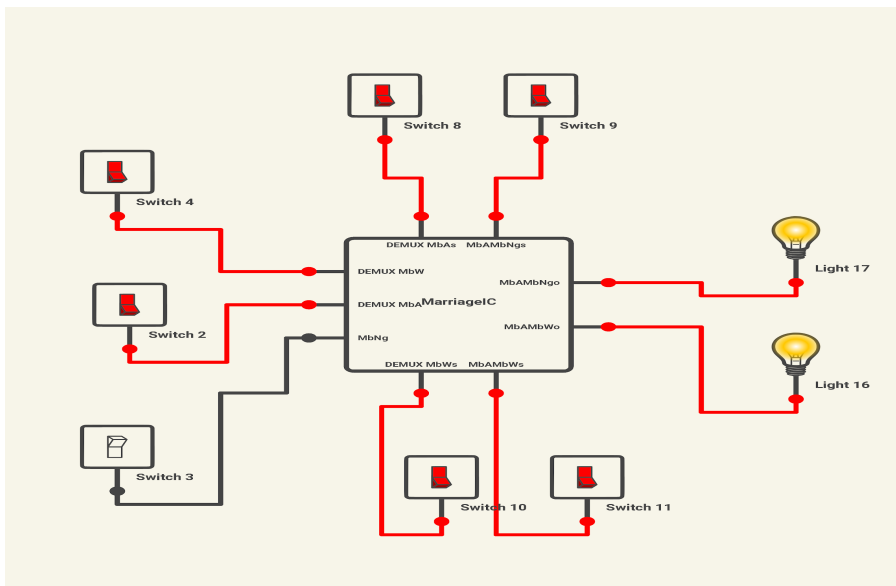 Switch 8
Switch 9
Switch 4
DEMUX MbAs
MbAMbNgs
DEMUX MbW
MbAMbNgo
Light 17
DEMUX MbA
MarriageIC
MbAMbWo
Switch 2
MbNg
DEMUX MbWs
MbAMbWs
Light 16
Switch 3
Switch 10
Switch 11